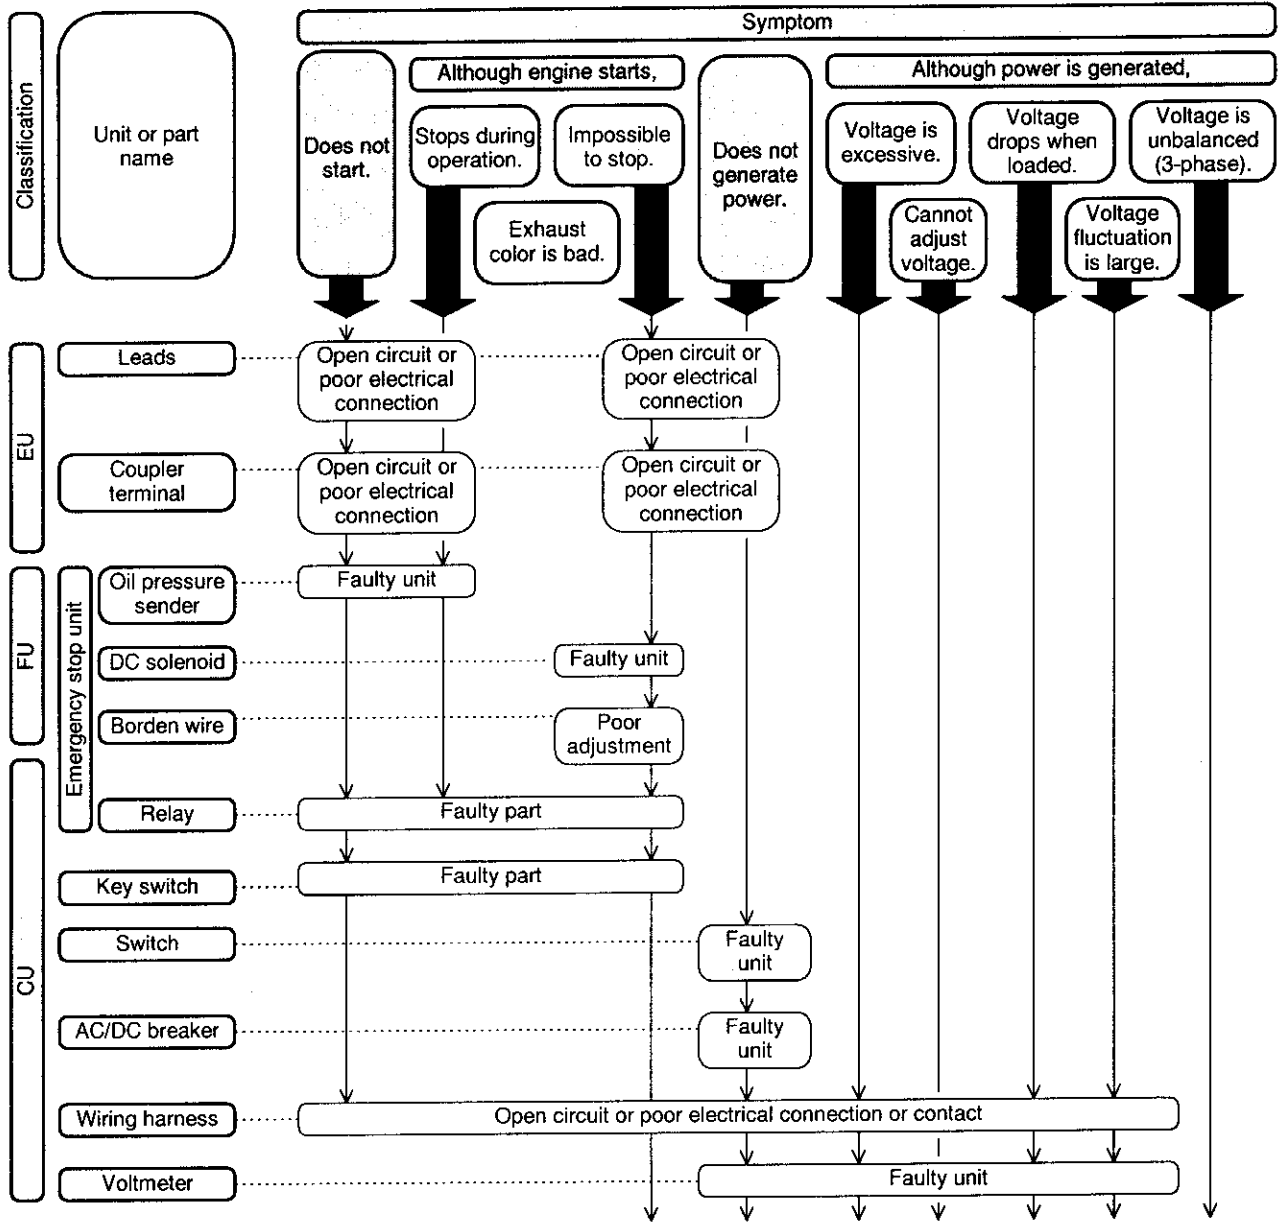 Classification
Unit or part
name
Symptom
Does not
start.
Although engine starts,
Stops during
operation.
Impossible
to stop.
Exhaust
color is bad.
Does not
generate
power.
Although power is generated,
Voltage is
excessive.
Cannot
adjust
voltage.
Voltage
drops when
loaded.
Voltage
fluctuation
is large.
Voltage is
unbalanced
(3-phase).
EU
Leads
Open circuit or
poor electrical
connection
Open circuit or
poor electrical
connection
Coupler
terminal
Open circuit or
poor electrical
connection
Open circuit or
poor electrical
connection
FU
Emergency stop unit
Oil pressure
sender
Faulty unit
DC solenoid
Faulty unit
Borden wire
Poor
adjustment
CU
Relay
Faulty part
Key switch
Faulty part
Switch
Faulty
unit
AC/DC breaker
Faulty
unit
Wiring harness
Open circuit or poor electrical connection or contact
Voltmeter
Faulty unit